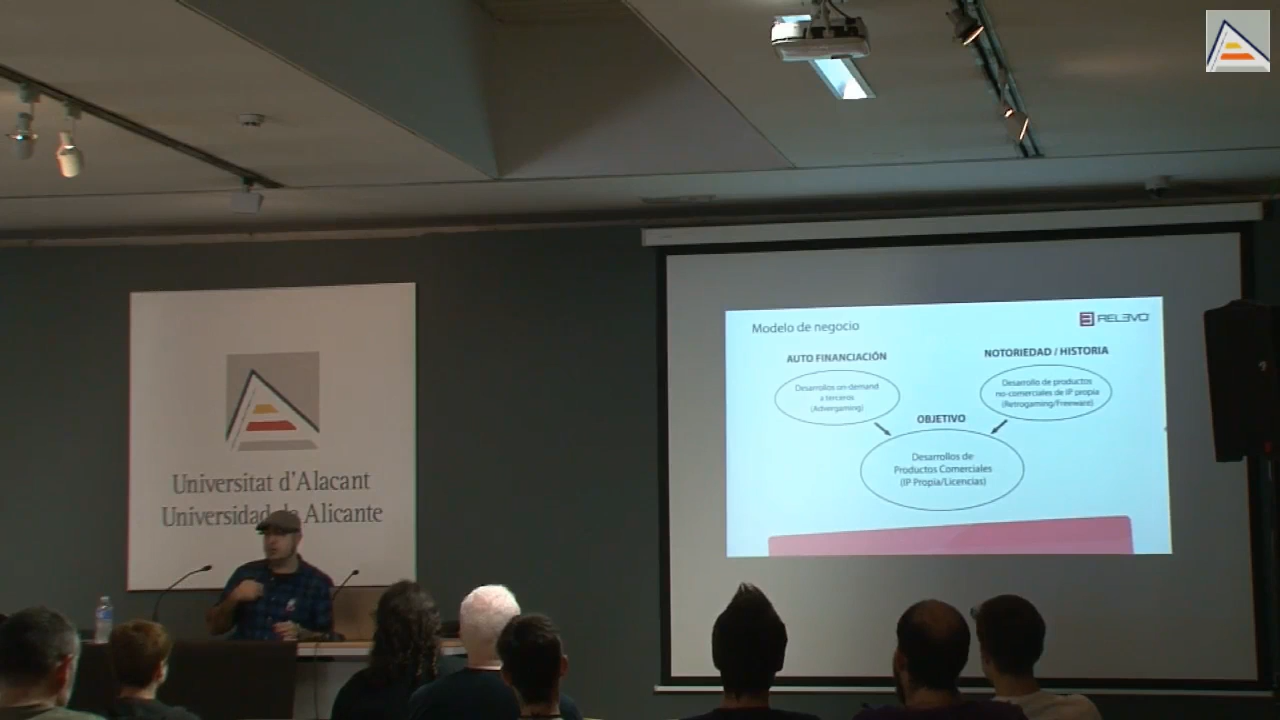 Universitat d'Alacant
Universidad de Alicante
Modelo de negocio
RELEVO
AUTO FINANCIACIÓN
Desarrollos on-demand
a terceros
(Advergaming)
NOTORIEDAD / HISTORIA
Desarrollo de productos
no-comerciales de IP propia
(Retrogaming/Freeware)
OBJETIVO
Desarrollos de
Productos Comerciales
(IP Propia/Licencias)